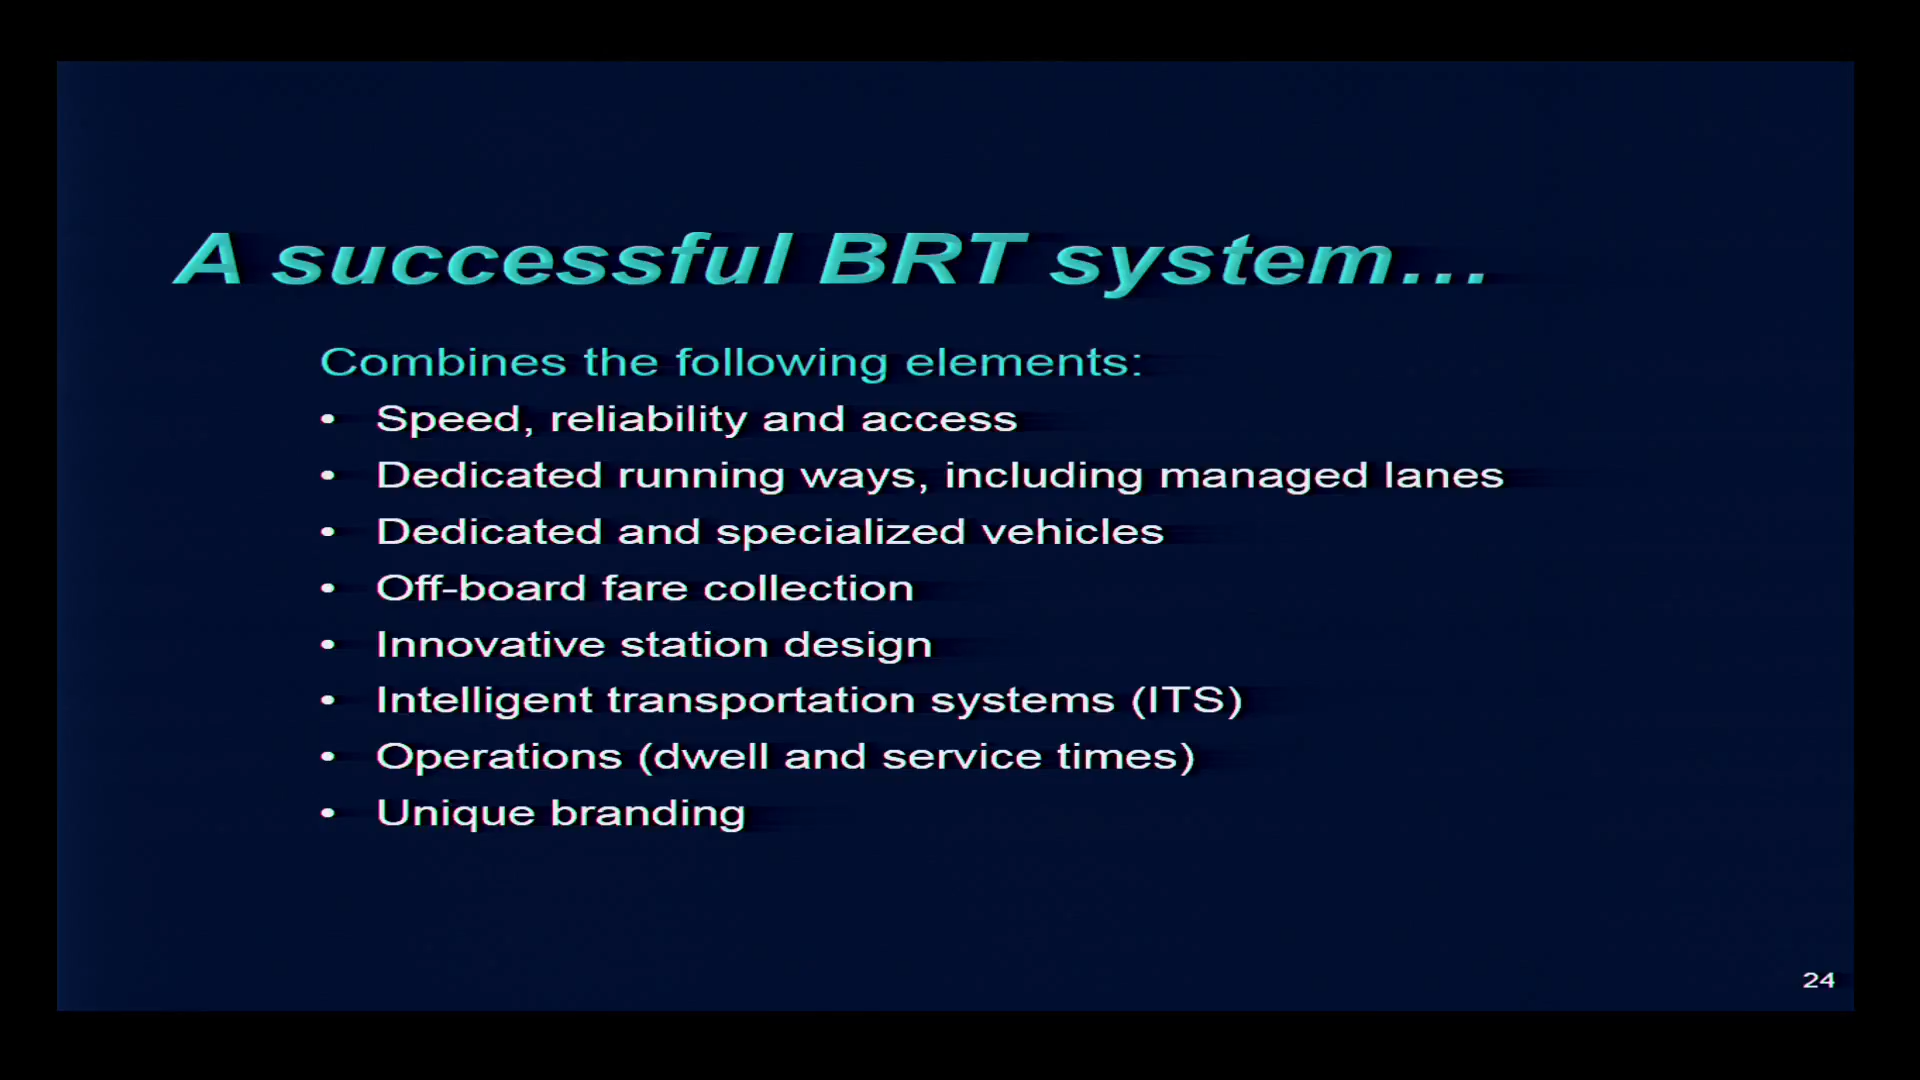 A successful BRT system...
Combines the following elements:
• Speed, reliability and access
• Dedicated running ways, including managed lanes
• Dedicated and specialized vehicles
• Off-board fare collection
• Innovative station design
• Intelligent transportation systems (ITS)
• Operations (dwell and service times)
• Unique branding
24